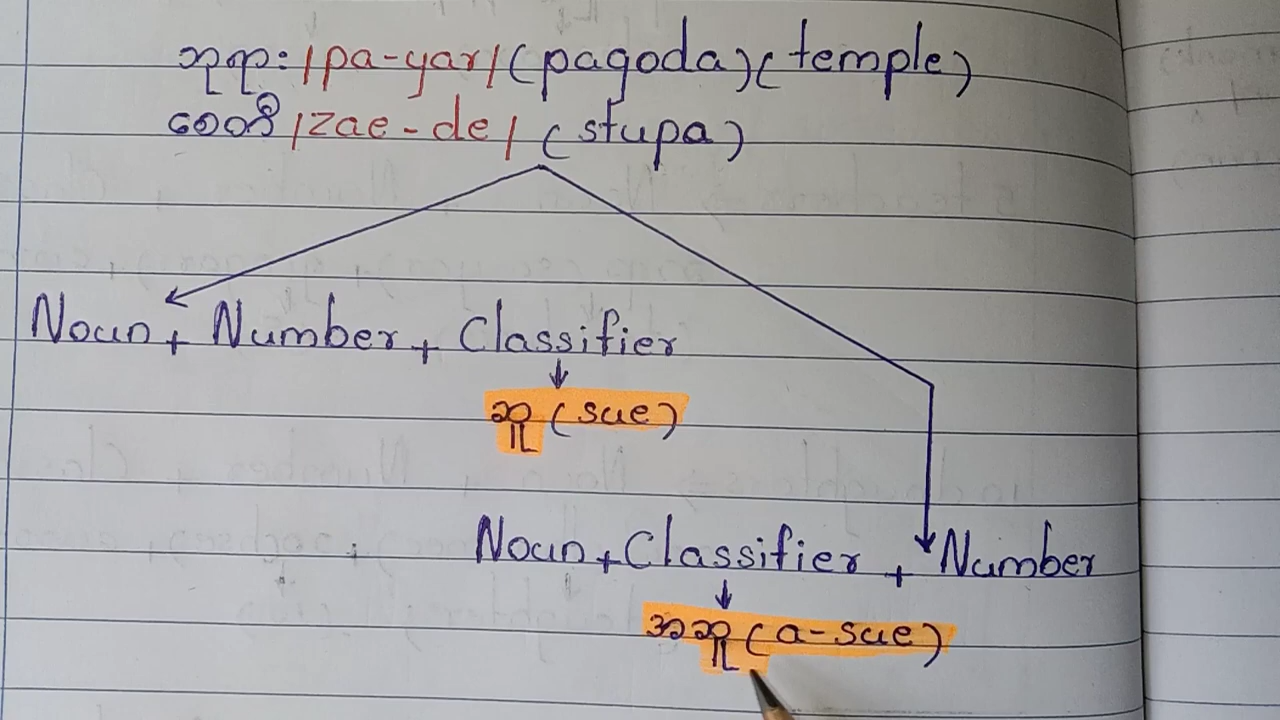 ဘုရား /pa-yar/ (pagoda) (temple)
စေတီ /zae-de/ (stupa)
Noun + Number + Classifier
ဆူ (sue)
Noun + Classifier + Number
အဆူ (a-sue)